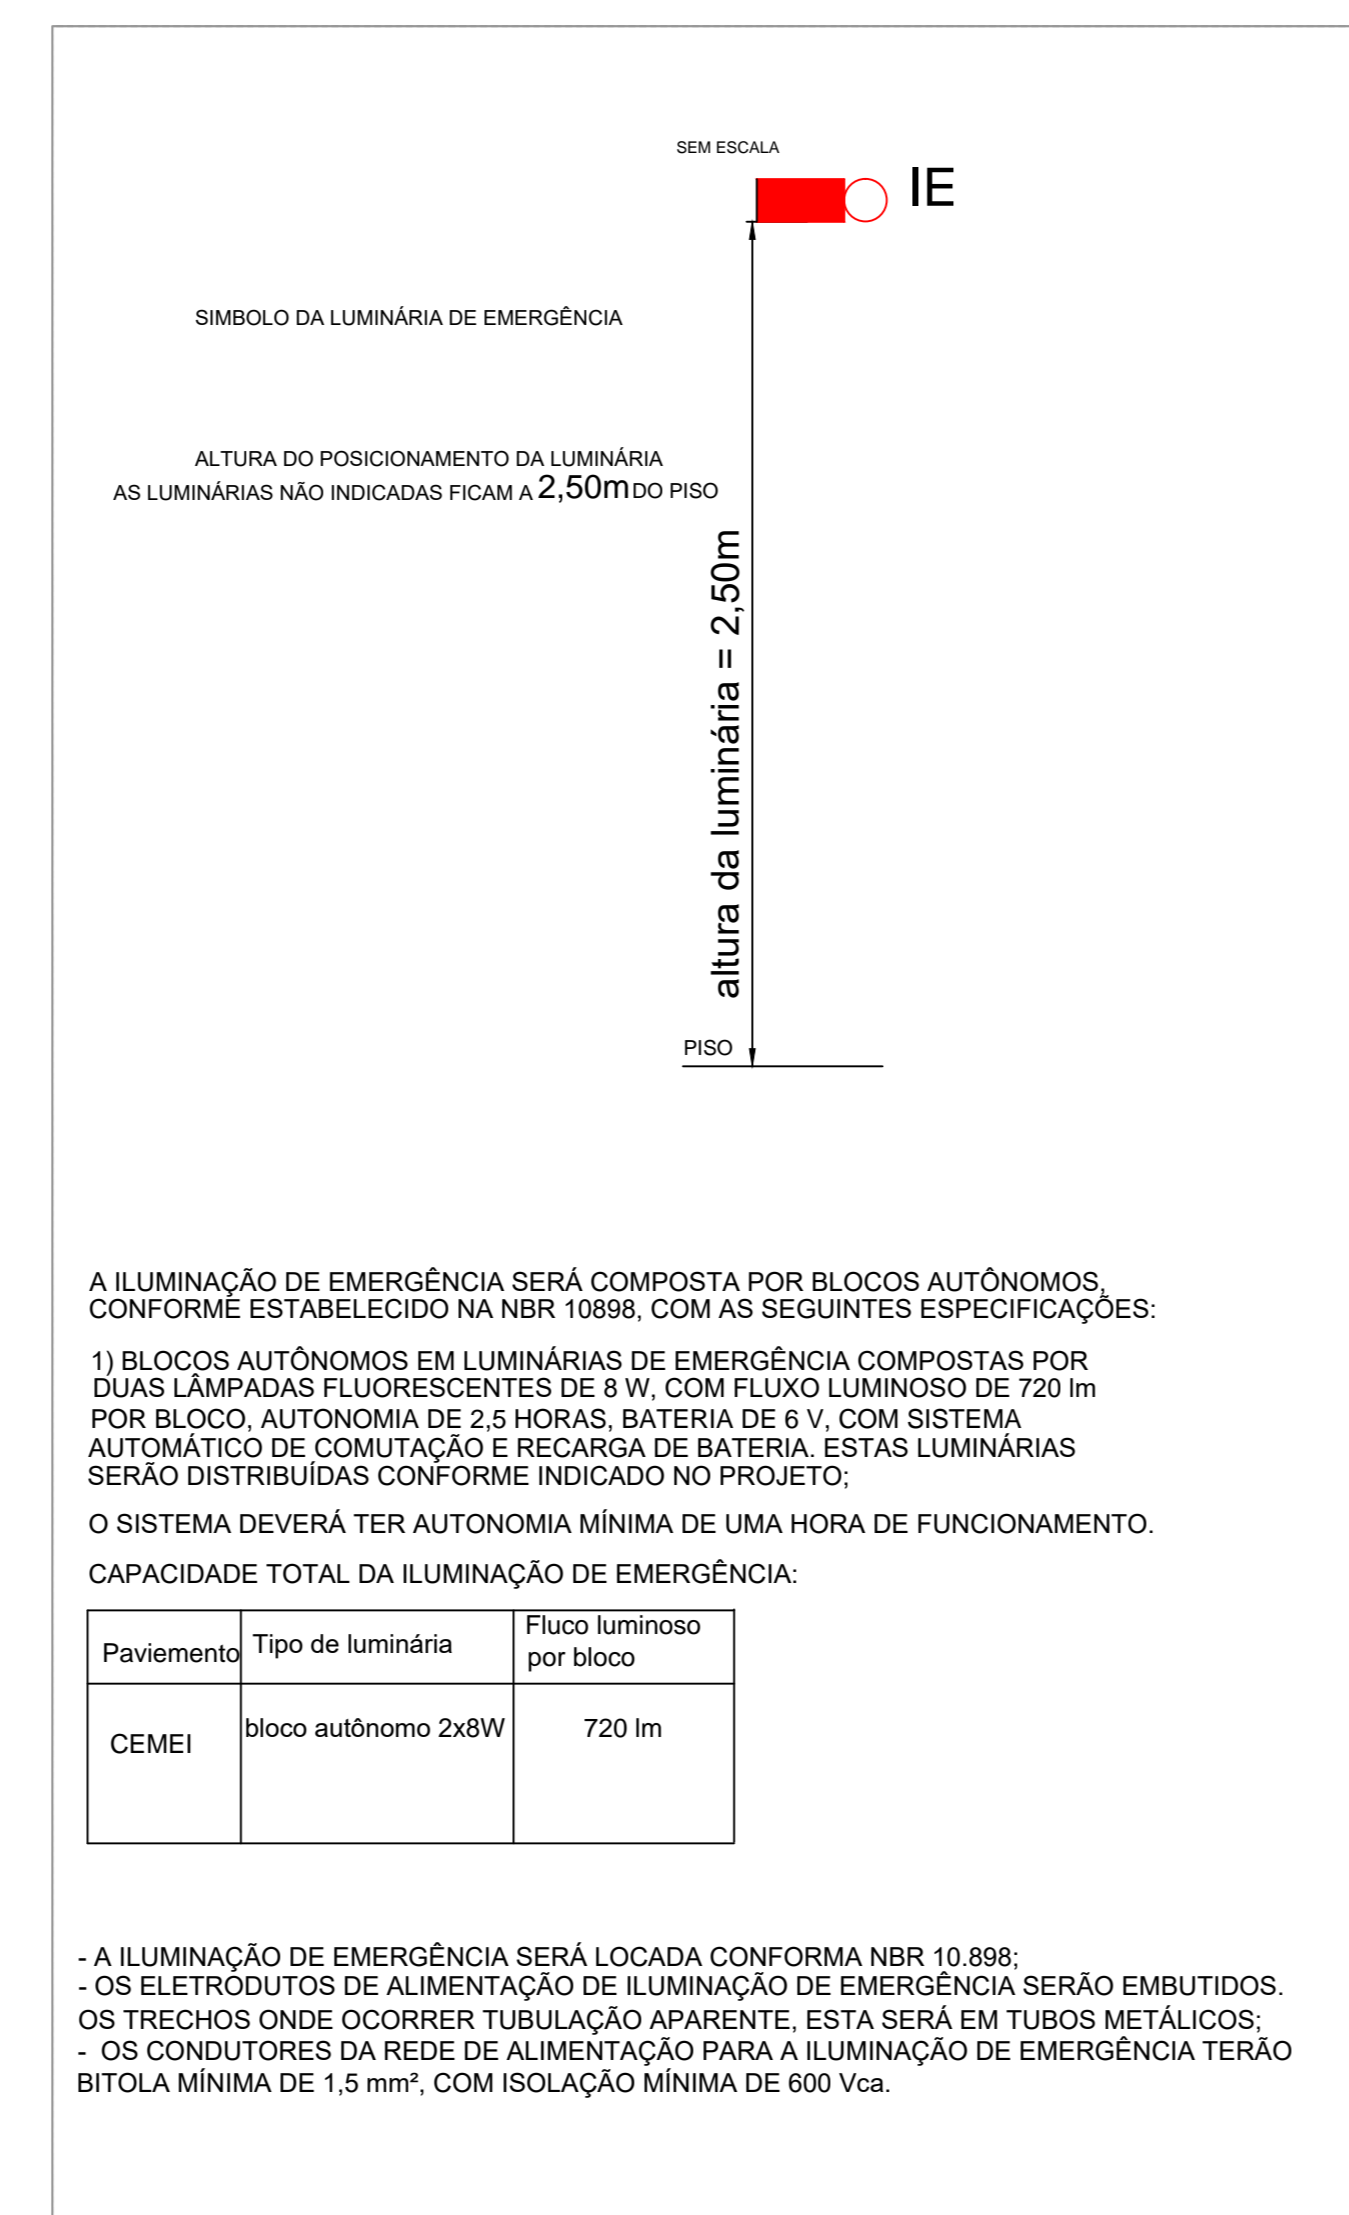 SEM ESCALA
IE
SIMBOLO DA LUMINÁRIA DE EMERGÊNCIA
ALTURA DO POSICIONAMENTO DA LUMINÁRIA
AS LUMINÁRIAS NÃO INDICADAS FICAM A 2,50m DO PISO
altura da luminária = 2,50m
PISO
A ILUMINAÇÃO DE EMERGÊNCIA SERÁ COMPOSTA POR BLOCOS AUTÔNOMOS,
CONFORME ESTABELECIDO NA NBR 10898, COM AS SEGUINTES ESPECIFICAÇÕES:
1) BLOCOS AUTÔNOMOS EM LUMINÁRIAS DE EMERGÊNCIA COMPOSTAS POR
DUAS LÂMPADAS FLUORESCENTES DE 8 W, COM FLUXO LUMINOSO DE 720 lm
POR BLOCO, AUTONOMIA DE 2,5 HORAS, BATERIA DE 6 V, COM SISTEMA
AUTOMÁTICO DE COMUTAÇÃO E RECARGA DE BATERIA. ESTAS LUMINÁRIAS
SERÃO DISTRIBUÍDAS CONFORME INDICADO NO PROJETO;
O SISTEMA DEVERÁ TER AUTONOMIA MÍNIMA DE UMA HORA DE FUNCIONAMENTO.
CAPACIDADE TOTAL DA ILUMINAÇÃO DE EMERGÊNCIA:
Paviemento
Tipo de luminária
Fluco luminoso
por bloco
CEMEI
bloco autônomo 2x8W
720 lm
- A ILUMINAÇÃO DE EMERGÊNCIA SERÁ LOCADA CONFORMA NBR 10.898;
- OS ELETRODUTOS DE ALIMENTAÇÃO DE ILUMINAÇÃO DE EMERGÊNCIA SERÃO EMBUTIDOS.
OS TRECHOS ONDE OCORRER TUBULAÇÃO APARENTE, ESTA SERÁ EM TUBOS METÁLICOS;
- OS CONDUTORES DA REDE DE ALIMENTAÇÃO PARA A ILUMINAÇÃO DE EMERGÊNCIA TERÃO
BITOLA MÍNIMA DE 1,5 mm², COM ISOLAÇÃO MÍNIMA DE 600 Vca.